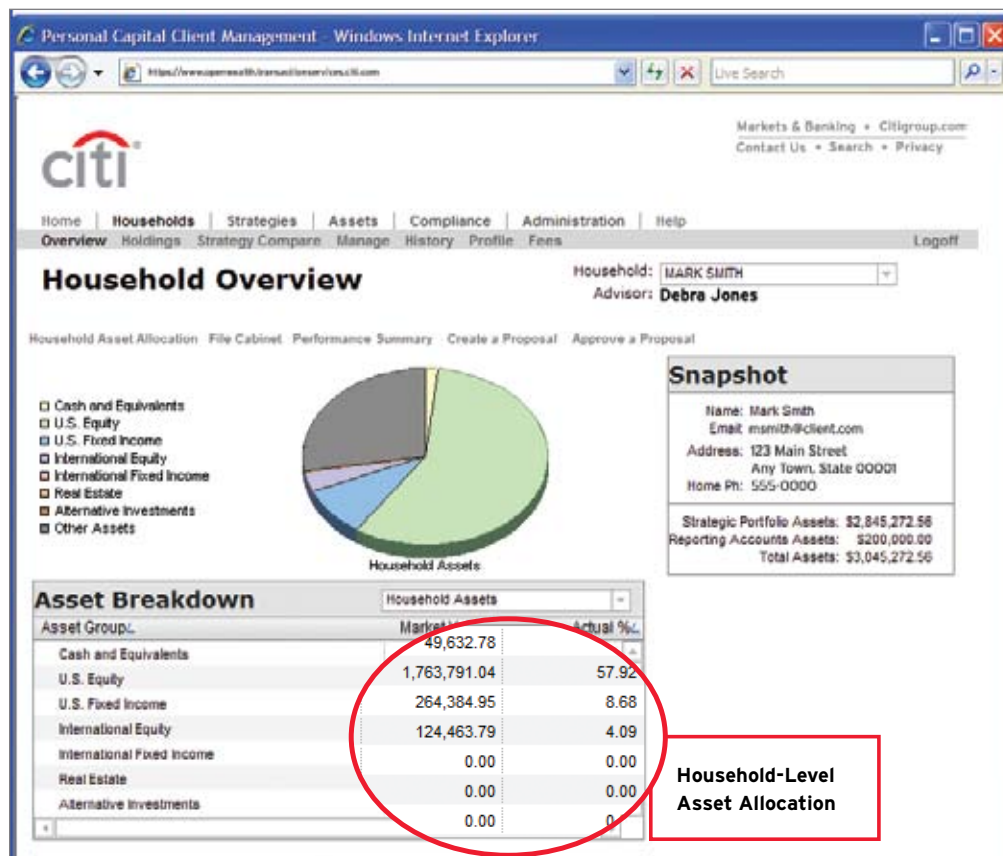 Personal Capital Client Management - Windows Internet Explorer
Live Search
citi
Markets & Banking • Citigroup.com
Contact Us • Search • Privacy
Home | Households | Strategies | Assets | Compliance | Administration | Help
Overview Holdings Strategy Compare Manage History Profile Fees Logoff
Household Overview
Household: MARK SMITH
Advisor: Debra Jones
Household Asset Allocation File Cabinet Performance Summary Create a Proposal Approve a Proposal
Cash and Equivalents
U.S. Equity
U.S. Fixed Income
International Equity
International Fixed Income
Real Estate
Alternative Investments
Other Assets
Household Assets
Snapshot
Name: Mark Smith
Email: msmith@client.com
Address: 123 Main Street
Any Town, State 00001
Home Ph: 555-0000
Strategic Portfolio Assets: $2,845,272.56
Reporting Accounts Assets: $200,000.00
Total Assets: $3,045,272.56
Asset Breakdown Household Assets
Asset Group Market Actual %
Cash and Equivalents 49,632.78
U.S. Equity 1,763,791.04 57.92
U.S. Fixed Income 264,384.95 8.68
International Equity 124,463.79 4.09
International Fixed Income 0.00 0.00
Real Estate 0.00 0.00
Alternative Investments 0.00 0
Household-Level
Asset Allocation